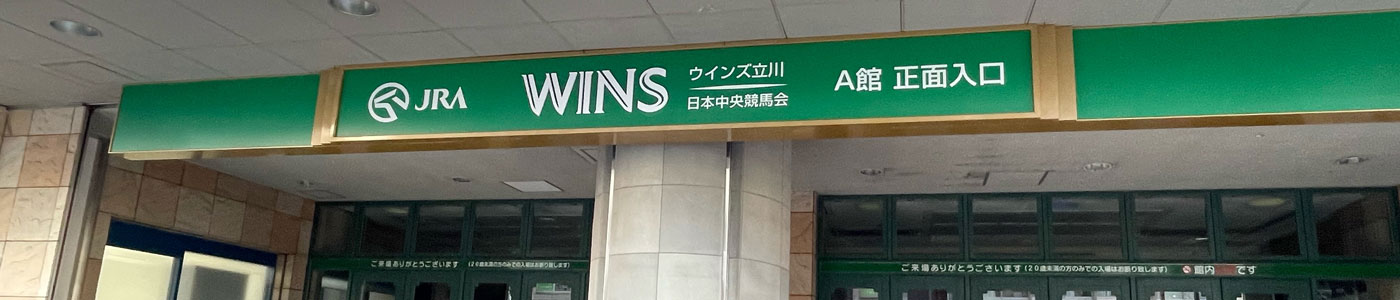 JRA
WINS
ウインズ立川
日本中央競馬会
A館 正面入口
ご来場ありがとうございます (20歳未満の方のみでの入場はお断り致します)
ご来場ありがとうございます (20歳未満の方のみでの入場はお断り致します)
館内 です